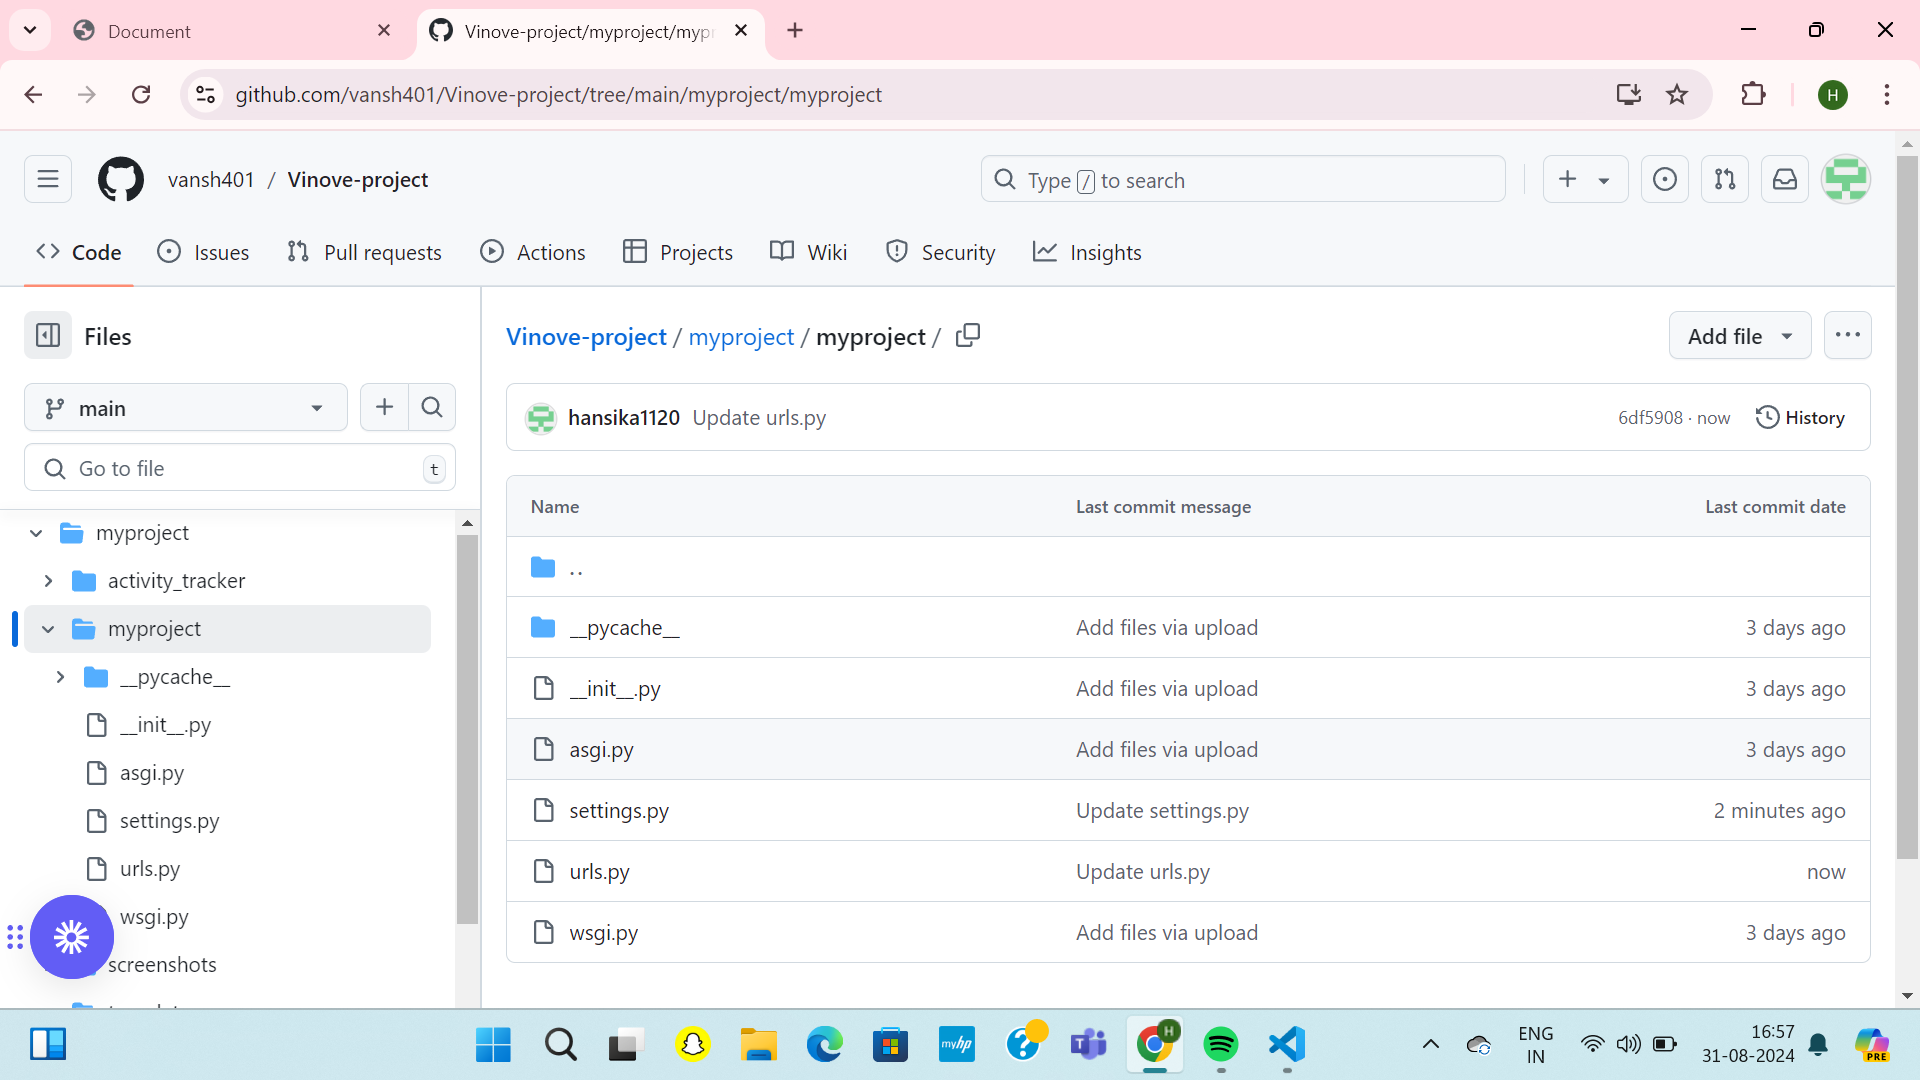 Document
Vinove-project/myproject/mypr
github.com/vansh401/Vinove-project/tree/main/myproject/myproject
H
vansh401 / Vinove-project
Type / to search
Code
Issues
Pull requests
Actions
Projects
Wiki
Security
Insights
Files
main
Go to file
t
myproject
activity_tracker
myproject
__pycache__
__init__.py
asgi.py
settings.py
urls.py
wsgi.py
screenshots
Vinove-project / myproject / myproject /
Add file
hansika1120 Update urls.py
6df5908 · now
History
Name Last commit message Last commit date
..
__pycache__ Add files via upload 3 days ago
__init__.py Add files via upload 3 days ago
asgi.py Add files via upload 3 days ago
settings.py Update settings.py 2 minutes ago
urls.py Update urls.py now
wsgi.py Add files via upload 3 days ago
myhp
H
ENG
IN
16:57
31-08-2024
PRE